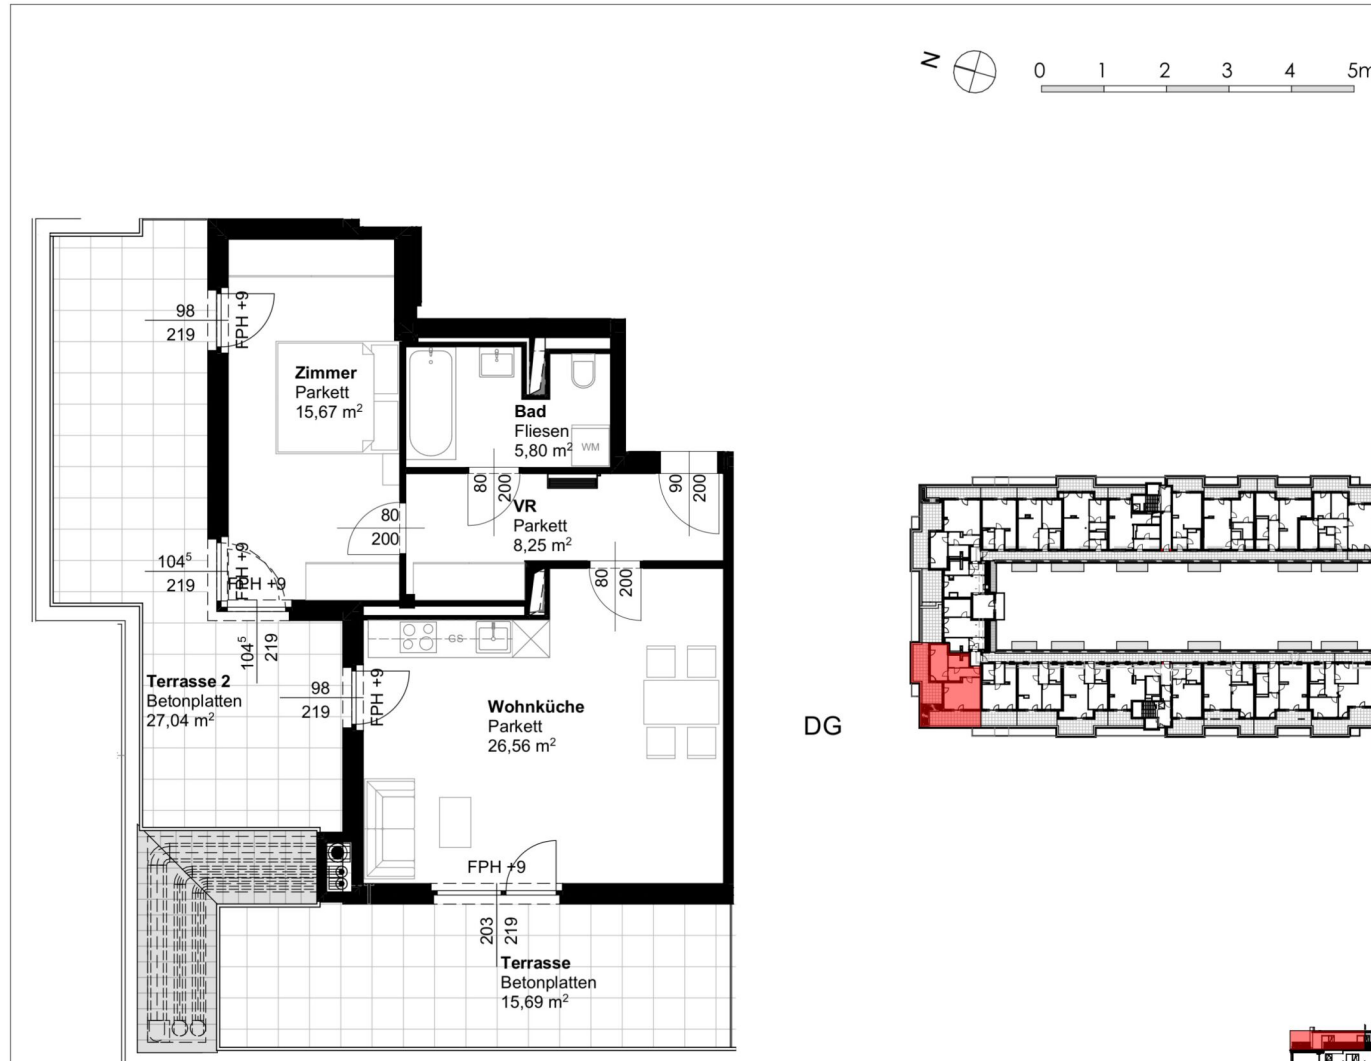 N
0 1 2 3 4 5m
98
219
FPH +9
Zimmer
Parkett
15,67 m²
Bad
Fliesen
5,80 m²
WM
80
200
90
200
VR
Parkett
8,25 m²
80
200
104⁵
219
FPH +9
FPH +9
104⁵
219
80
200
GS
Terrasse 2
Betonplatten
27,04 m²
98
219
FPH +9
Wohnküche
Parkett
26,56 m²
DG
FPH +9
203
219
Terrasse
Betonplatten
15,69 m²